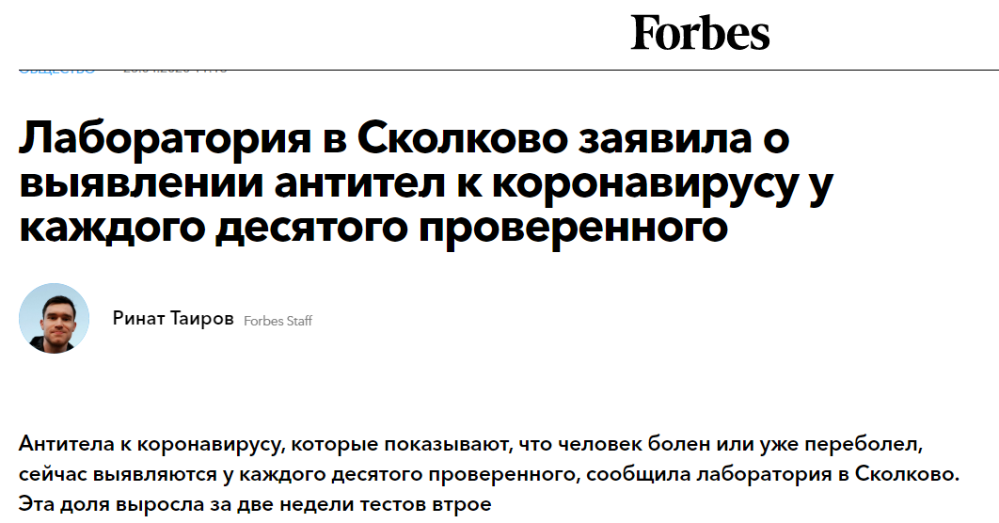 Forbes
Лаборатория в Сколково заявила о
выявлении антител к коронавирусу у
каждого десятого проверенного
Ринат Таиров Forbes Staff
Антитела к коронавирусу, которые показывают, что человек болен или уже переболел,
сейчас выявляются у каждого десятого проверенного, сообщила лаборатория в Сколково.
Эта доля выросла за две недели тестов втрое